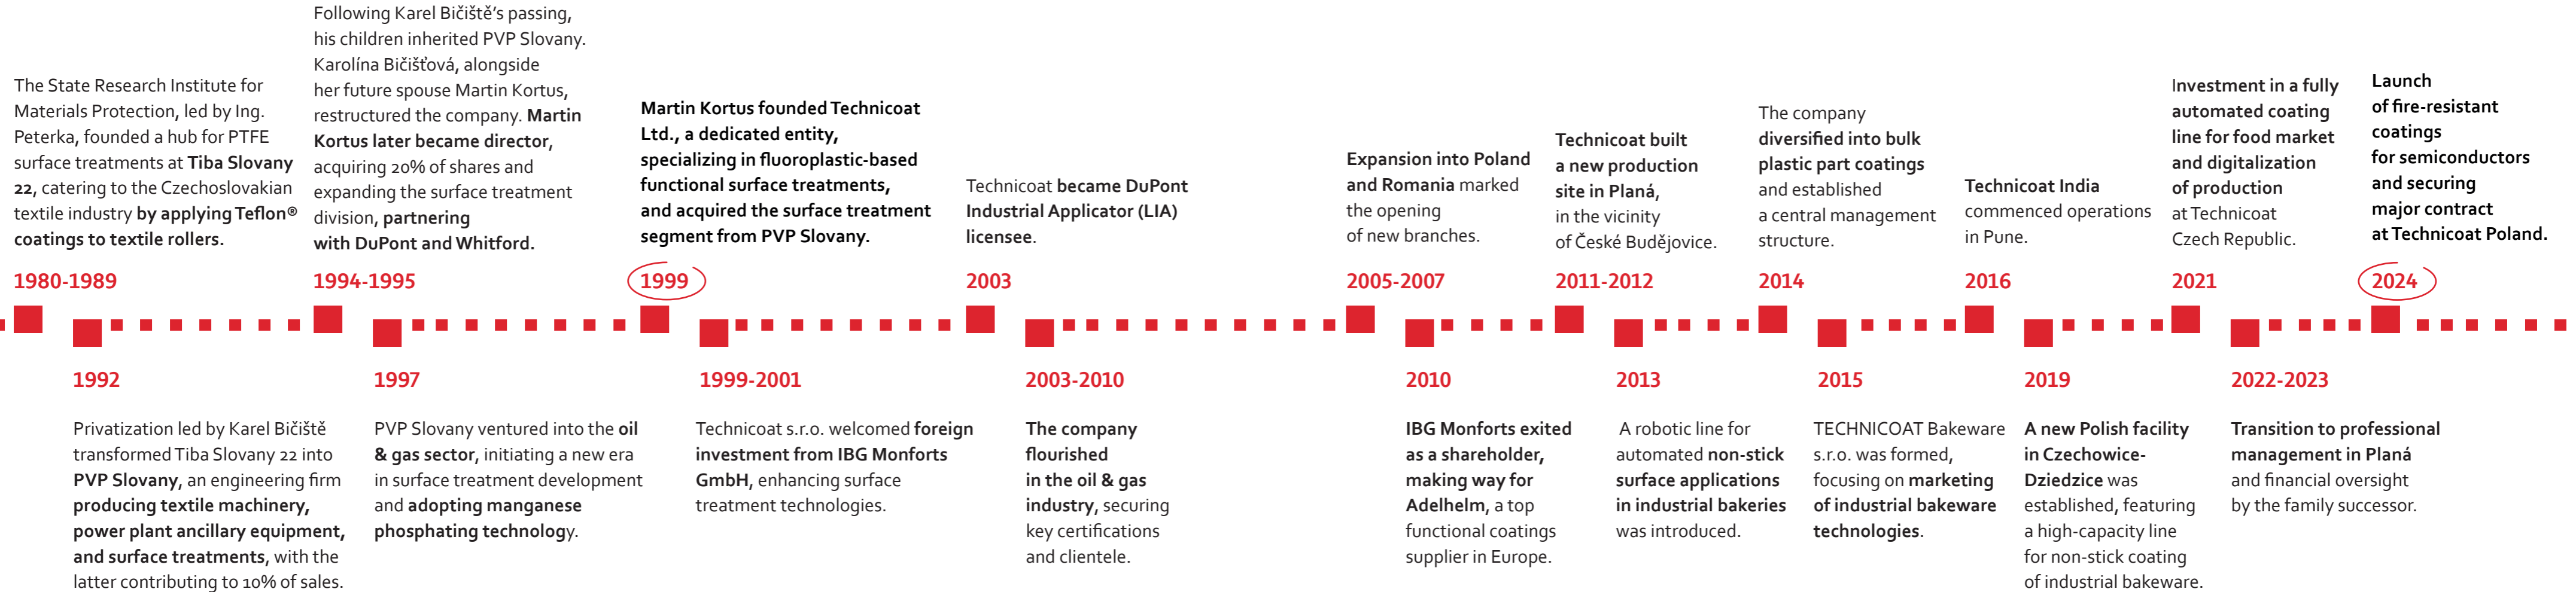 The State Research Institute for
Materials Protection, led by Ing.
Peterka, founded a hub for PTFE
surface treatments at Tiba Slovany
22, catering to the Czechoslovakian
textile industry by applying Teflon®
coatings to textile rollers.
1980-1989
Following Karel Bičiště's passing,
his children inherited PVP Slovany.
Karolína Bičišťová, alongside
her future spouse Martin Kortus,
restructured the company. Martin
Kortus later became director,
acquiring 20% of shares and
expanding the surface treatment
division, partnering
with DuPont and Whitford.
1994-1995
Martin Kortus founded Technicoat
Ltd., a dedicated entity,
specializing in fluoroplastic-based
functional surface treatments,
and acquired the surface treatment
segment from PVP Slovany.
1999
Technicoat became DuPont
Industrial Applicator (LIA)
licensee.
2003
Expansion into Poland
and Romania marked
the opening
of new branches.
2005-2007
Technicoat built
a new production
site in Planá,
in the vicinity
of České Budějovice.
2011-2012
The company
diversified into bulk
plastic part coatings
and established
a central management
structure.
2014
Technicoat India
commenced operations
in Pune.
2016
Investment in a fully
automated coating
line for food market
and digitalization
of production
at Technicoat
Czech Republic.
2021
Launch
of fire-resistant
coatings
for semiconductors
and securing
major contract
at Technicoat Poland.
2024
1992
Privatization led by Karel Bičiště
transformed Tiba Slovany 22 into
PVP Slovany, an engineering firm
producing textile machinery,
power plant ancillary equipment,
and surface treatments, with the
latter contributing to 10% of sales.
1997
PVP Slovany ventured into the oil
& gas sector, initiating a new era
in surface treatment development
and adopting manganese
phosphating technology.
1999-2001
Technicoat s.r.o. welcomed foreign
investment from IBG Monforts
GmbH, enhancing surface
treatment technologies.
2003-2010
The company
flourished
in the oil & gas
industry, securing
key certifications
and clientele.
2010
IBG Monforts exited
as a shareholder,
making way for
Adelhelm, a top
functional coatings
supplier in Europe.
2013
A robotic line for
automated non-stick
surface applications
in industrial bakeries
was introduced.
2015
TECHNICOAT Bakeware
s.r.o. was formed,
focusing on marketing
of industrial bakeware
technologies.
2019
A new Polish facility
in Czechowice-
Dziedzice was
established, featuring
a high-capacity line
for non-stick coating
of industrial bakeware.
2022-2023
Transition to professional
management in Planá
and financial oversight
by the family successor.